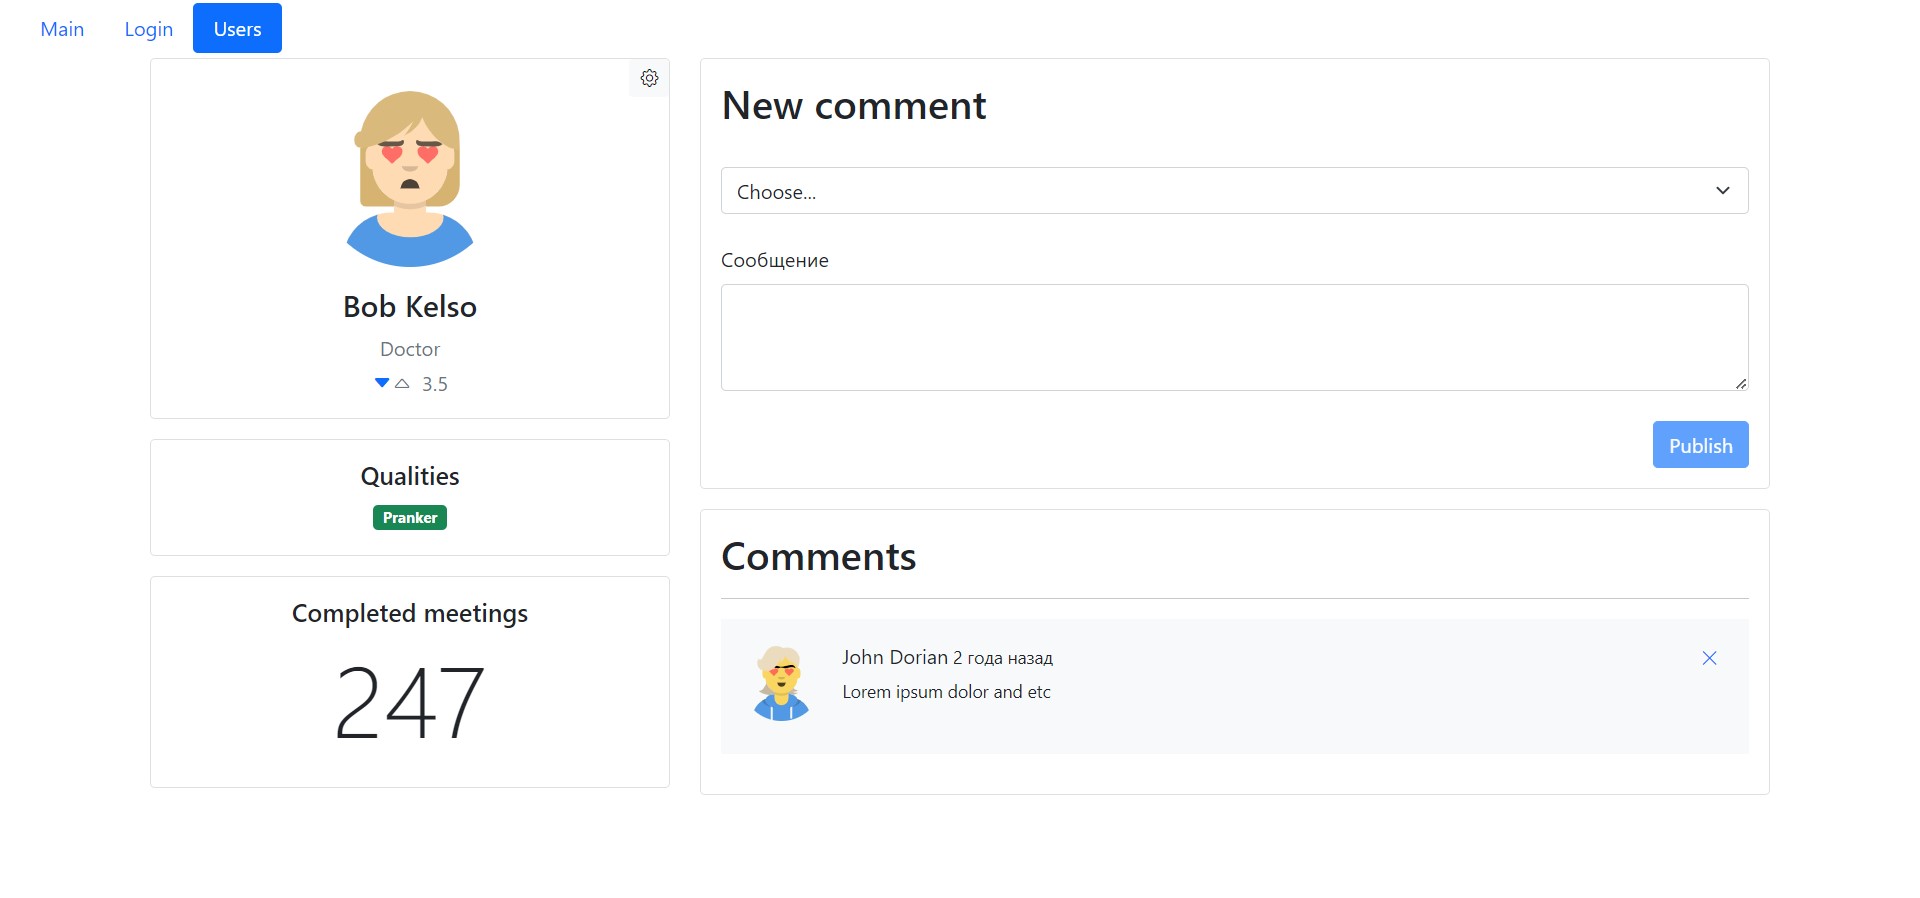 Main Login Users
Bob Kelso
Doctor
3.5
Qualities
Pranker
Completed meetings
247
New comment
Choose...
Сообщение
Publish
Comments
John Dorian 2 года назад
Lorem ipsum dolor and etc